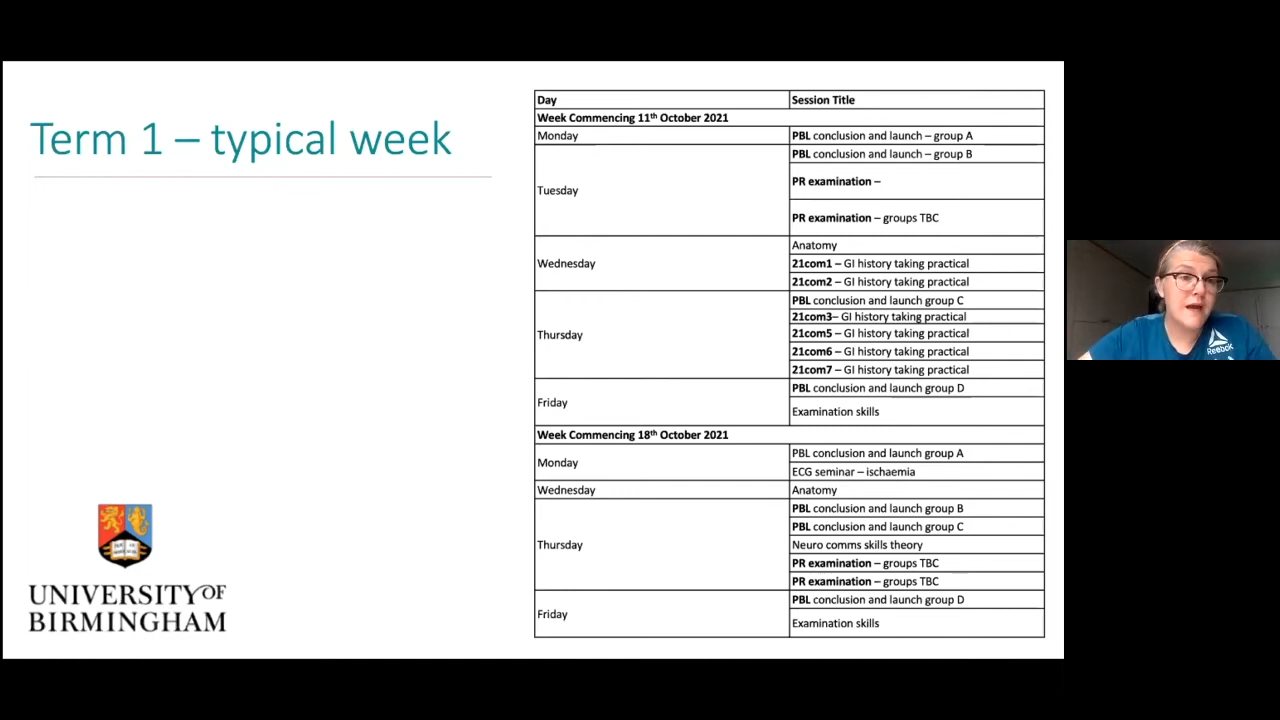 Term 1 – typical week
Day Session Title
Week Commencing 11th October 2021
Monday PBL conclusion and launch – group A
Tuesday PBL conclusion and launch – group B
PR examination –
PR examination – groups TBC
Wednesday Anatomy
21com1 – GI history taking practical
21com2 – GI history taking practical
Thursday PBL conclusion and launch group C
21com3– GI history taking practical
21com5 – GI history taking practical
21com6 – GI history taking practical
21com7 – GI history taking practical
Friday PBL conclusion and launch group D
Examination skills
Week Commencing 18th October 2021
Monday PBL conclusion and launch group A
ECG seminar – ischaemia
Wednesday Anatomy
Thursday PBL conclusion and launch group B
PBL conclusion and launch group C
Neuro comms skills theory
PR examination – groups TBC
PR examination – groups TBC
Friday PBL conclusion and launch group D
Examination skills
UNIVERSITY OF
BIRMINGHAM
Reebok